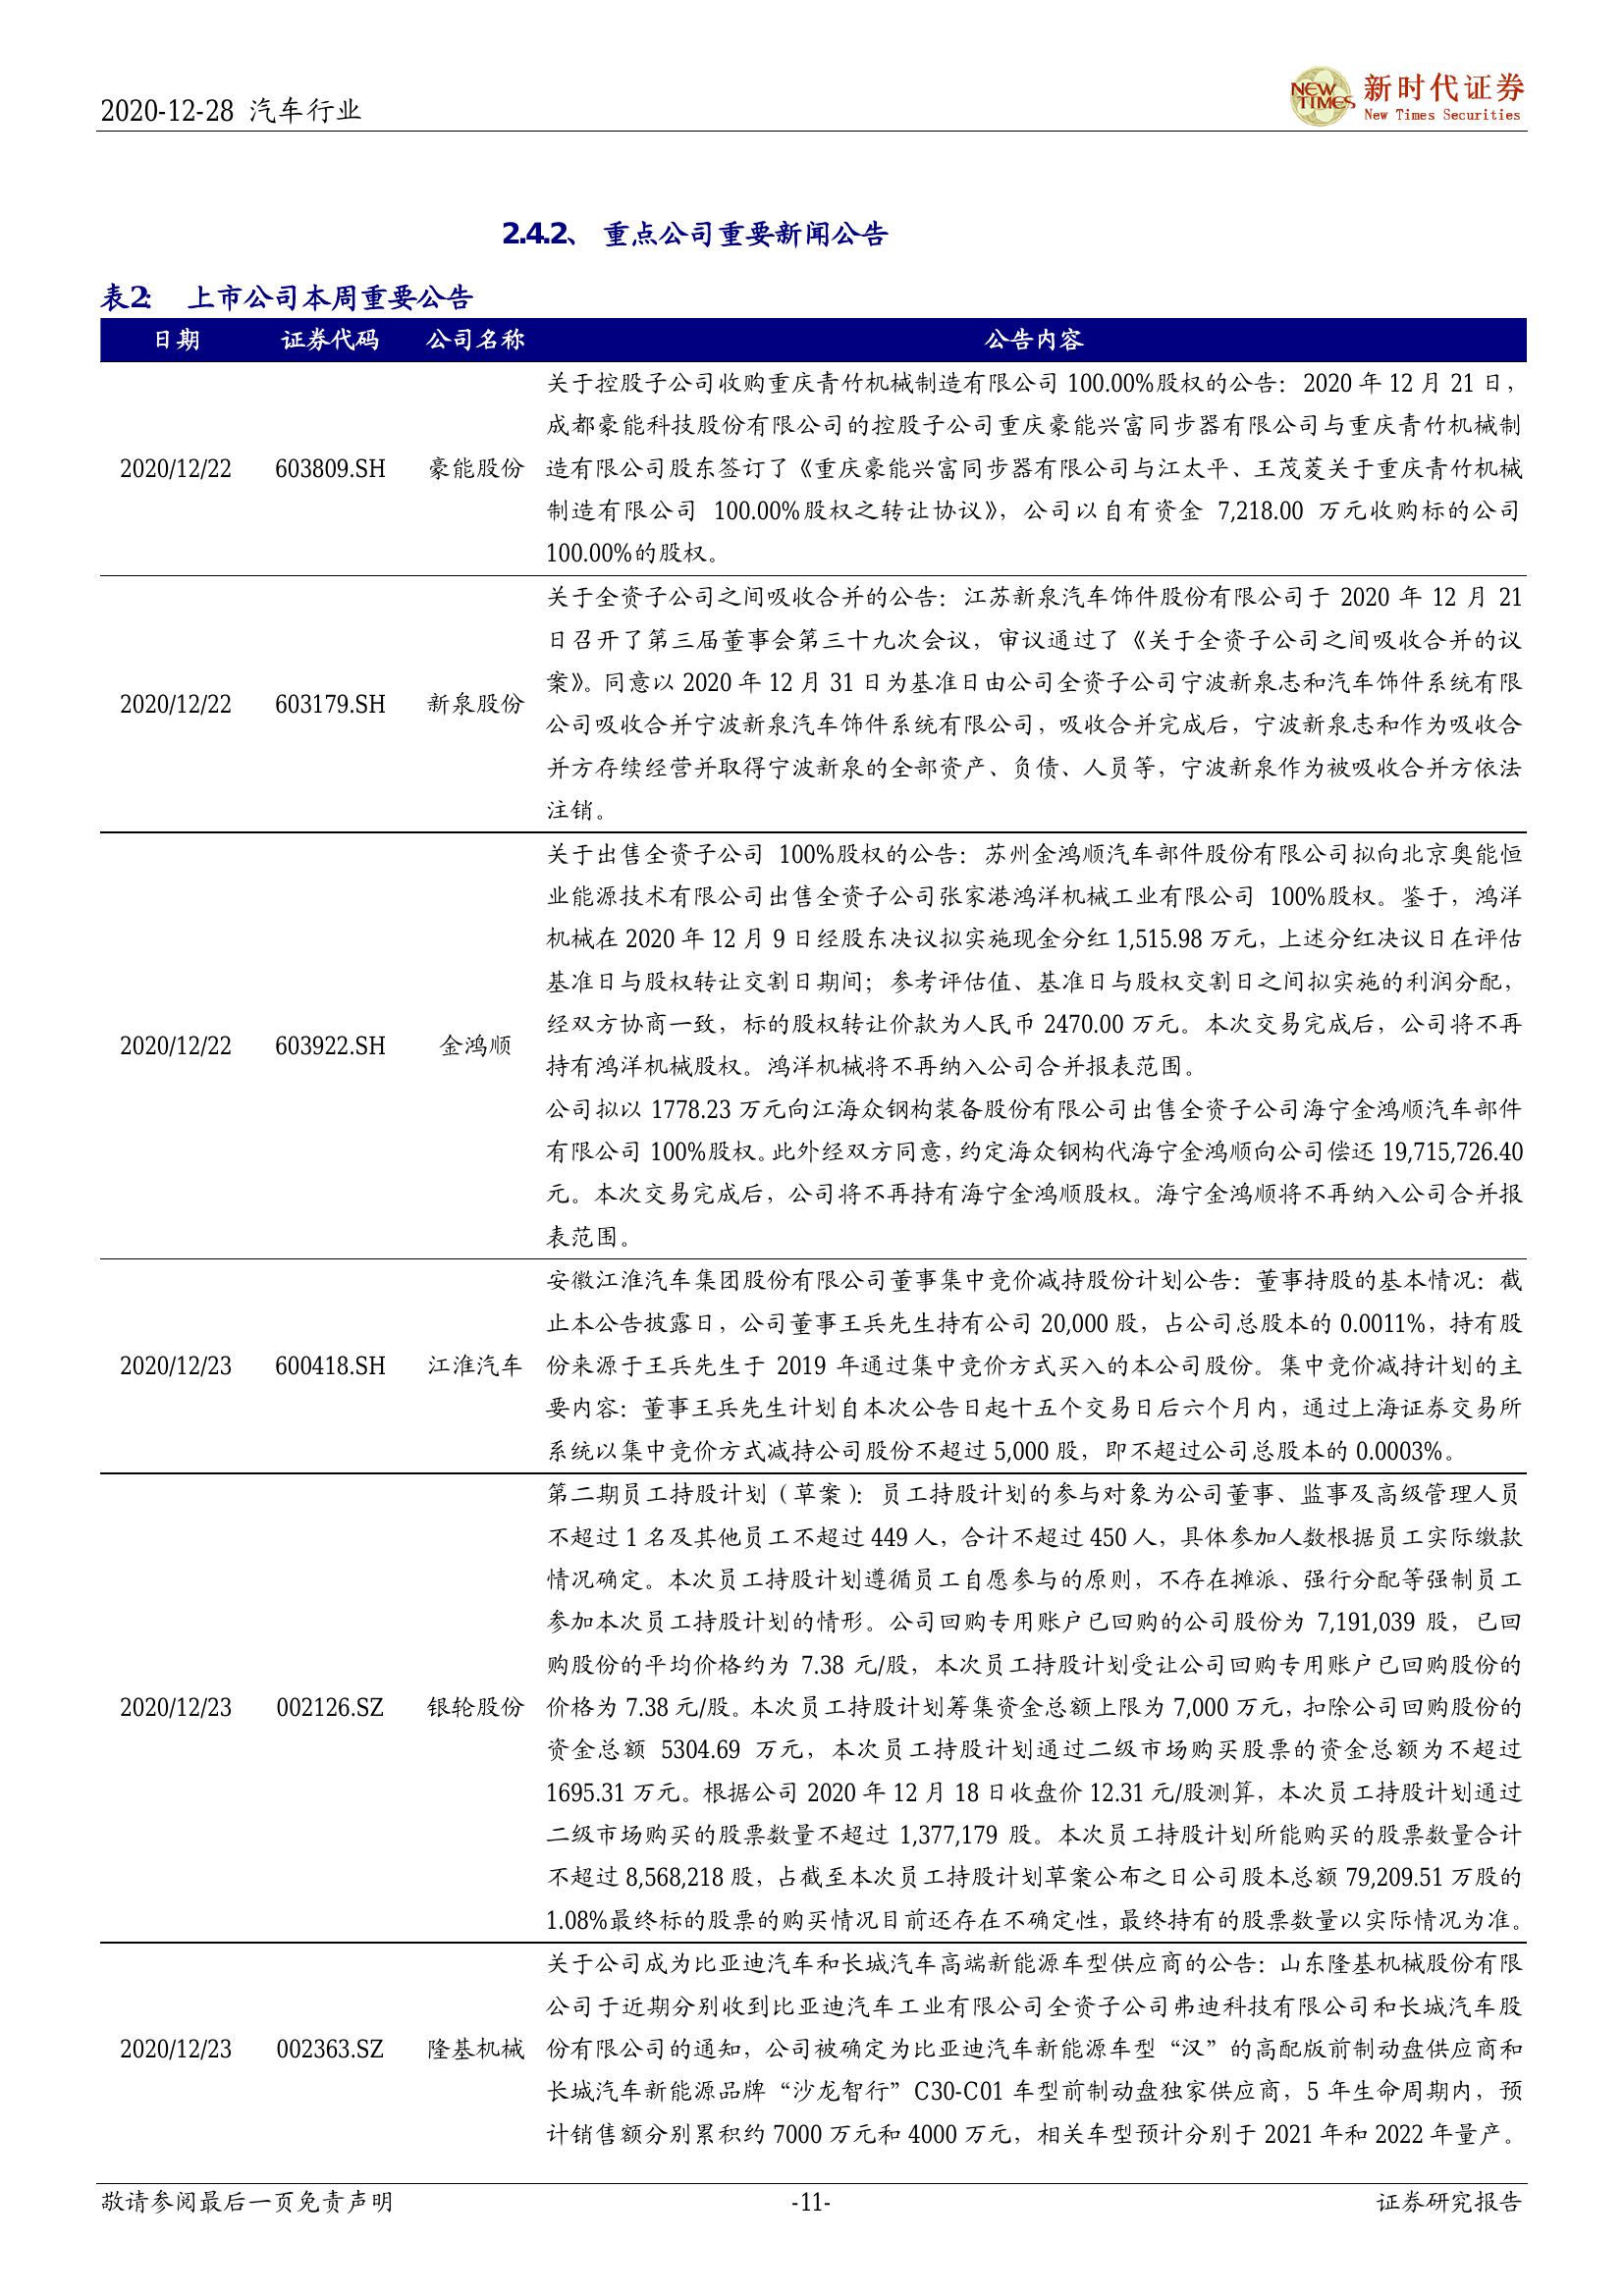 2020-12-28 汽车行业
NEW TIMES
新时代证券
New Times Securities
2.4.2、 重点公司重要新闻公告
表2： 上市公司本周重要公告
日期 证券代码 公司名称 公告内容
关于控股子公司收购重庆青竹机械制造有限公司 100.00%股权的公告：2020 年 12 月 21 日，
成都豪能科技股份有限公司的控股子公司重庆豪能兴富同步器有限公司与重庆青竹机械制
2020/12/22 603809.SH 豪能股份 造有限公司股东签订了《重庆豪能兴富同步器有限公司与江太平、王茂菱关于重庆青竹机械
制造有限公司 100.00%股权之转让协议》，公司以自有资金 7,218.00 万元收购标的公司
100.00%的股权。
关于全资子公司之间吸收合并的公告：江苏新泉汽车饰件股份有限公司于 2020 年 12 月 21
日召开了第三届董事会第三十九次会议，审议通过了《关于全资子公司之间吸收合并的议
案》。同意以 2020 年 12 月 31 日为基准日由公司全资子公司宁波新泉志和汽车饰件系统有限
2020/12/22 603179.SH 新泉股份
公司吸收合并宁波新泉汽车饰件系统有限公司，吸收合并完成后，宁波新泉志和作为吸收合
并方存续经营并取得宁波新泉的全部资产、负债、人员等，宁波新泉作为被吸收合并方依法
注销。
关于出售全资子公司 100%股权的公告：苏州金鸿顺汽车部件股份有限公司拟向北京奥能恒
业能源技术有限公司出售全资子公司张家港鸿洋机械工业有限公司 100%股权。鉴于，鸿洋
机械在 2020 年 12 月 9 日经股东决议拟实施现金分红 1,515.98 万元，上述分红决议日在评估
基准日与股权转让交割日期间；参考评估值、基准日与股权交割日之间拟实施的利润分配，
经双方协商一致，标的股权转让价款为人民币 2470.00 万元。本次交易完成后，公司将不再
2020/12/22 603922.SH 金鸿顺
持有鸿洋机械股权。鸿洋机械将不再纳入公司合并报表范围。
公司拟以 1778.23 万元向江海众钢构装备股份有限公司出售全资子公司海宁金鸿顺汽车部件
有限公司 100%股权。此外经双方同意，约定海众钢构代海宁金鸿顺向公司偿还 19,715,726.40
元。本次交易完成后，公司将不再持有海宁金鸿顺股权。海宁金鸿顺将不再纳入公司合并报
表范围。
安徽江淮汽车集团股份有限公司董事集中竞价减持股份计划公告：董事持股的基本情况：截
止本公告披露日，公司董事王兵先生持有公司 20,000 股，占公司总股本的 0.0011%，持有股
2020/12/23 600418.SH 江淮汽车 份来源于王兵先生于 2019 年通过集中竞价方式买入的本公司股份。集中竞价减持计划的主
要内容：董事王兵先生计划自本次公告日起十五个交易日后六个月内，通过上海证券交易所
系统以集中竞价方式减持公司股份不超过 5,000 股，即不超过公司总股本的 0.0003%。
第二期员工持股计划（草案）：员工持股计划的参与对象为公司董事、监事及高级管理人员
不超过 1 名及其他员工不超过 449 人，合计不超过 450 人，具体参加人数根据员工实际缴款
情况确定。本次员工持股计划遵循员工自愿参与的原则，不存在摊派、强行分配等强制员工
参加本次员工持股计划的情形。公司回购专用账户已回购的公司股份为 7,191,039 股，已回
购股份的平均价格约为 7.38 元/股，本次员工持股计划受让公司回购专用账户已回购股份的
2020/12/23 002126.SZ 银轮股份 价格为 7.38 元/股。本次员工持股计划筹集资金总额上限为 7,000 万元，扣除公司回购股份的
资金总额 5304.69 万元，本次员工持股计划通过二级市场购买股票的资金总额为不超过
1695.31 万元。根据公司 2020 年 12 月 18 日收盘价 12.31 元/股测算，本次员工持股计划通过
二级市场购买的股票数量不超过 1,377,179 股。本次员工持股计划所能购买的股票数量合计
不超过 8,568,218 股，占截至本次员工持股计划草案公布之日公司股本总额 79,209.51 万股的
1.08%最终标的股票的购买情况目前还存在不确定性，最终持有的股票数量以实际情况为准。
关于公司成为比亚迪汽车和长城汽车高端新能源车型供应商的公告：山东隆基机械股份有限
公司于近期分别收到比亚迪汽车工业有限公司全资子公司弗迪科技有限公司和长城汽车股
2020/12/23 002363.SZ 隆基机械 份有限公司的通知，公司被确定为比亚迪汽车新能源车型“汉”的高配版前制动盘供应商和
长城汽车新能源品牌“沙龙智行”C30-C01 车型前制动盘独家供应商，5 年生命周期内，预
计销售额分别累积约 7000 万元和 4000 万元，相关车型预计分别于 2021 年和 2022 年量产。
敬请参阅最后一页免责声明 -11- 证券研究报告